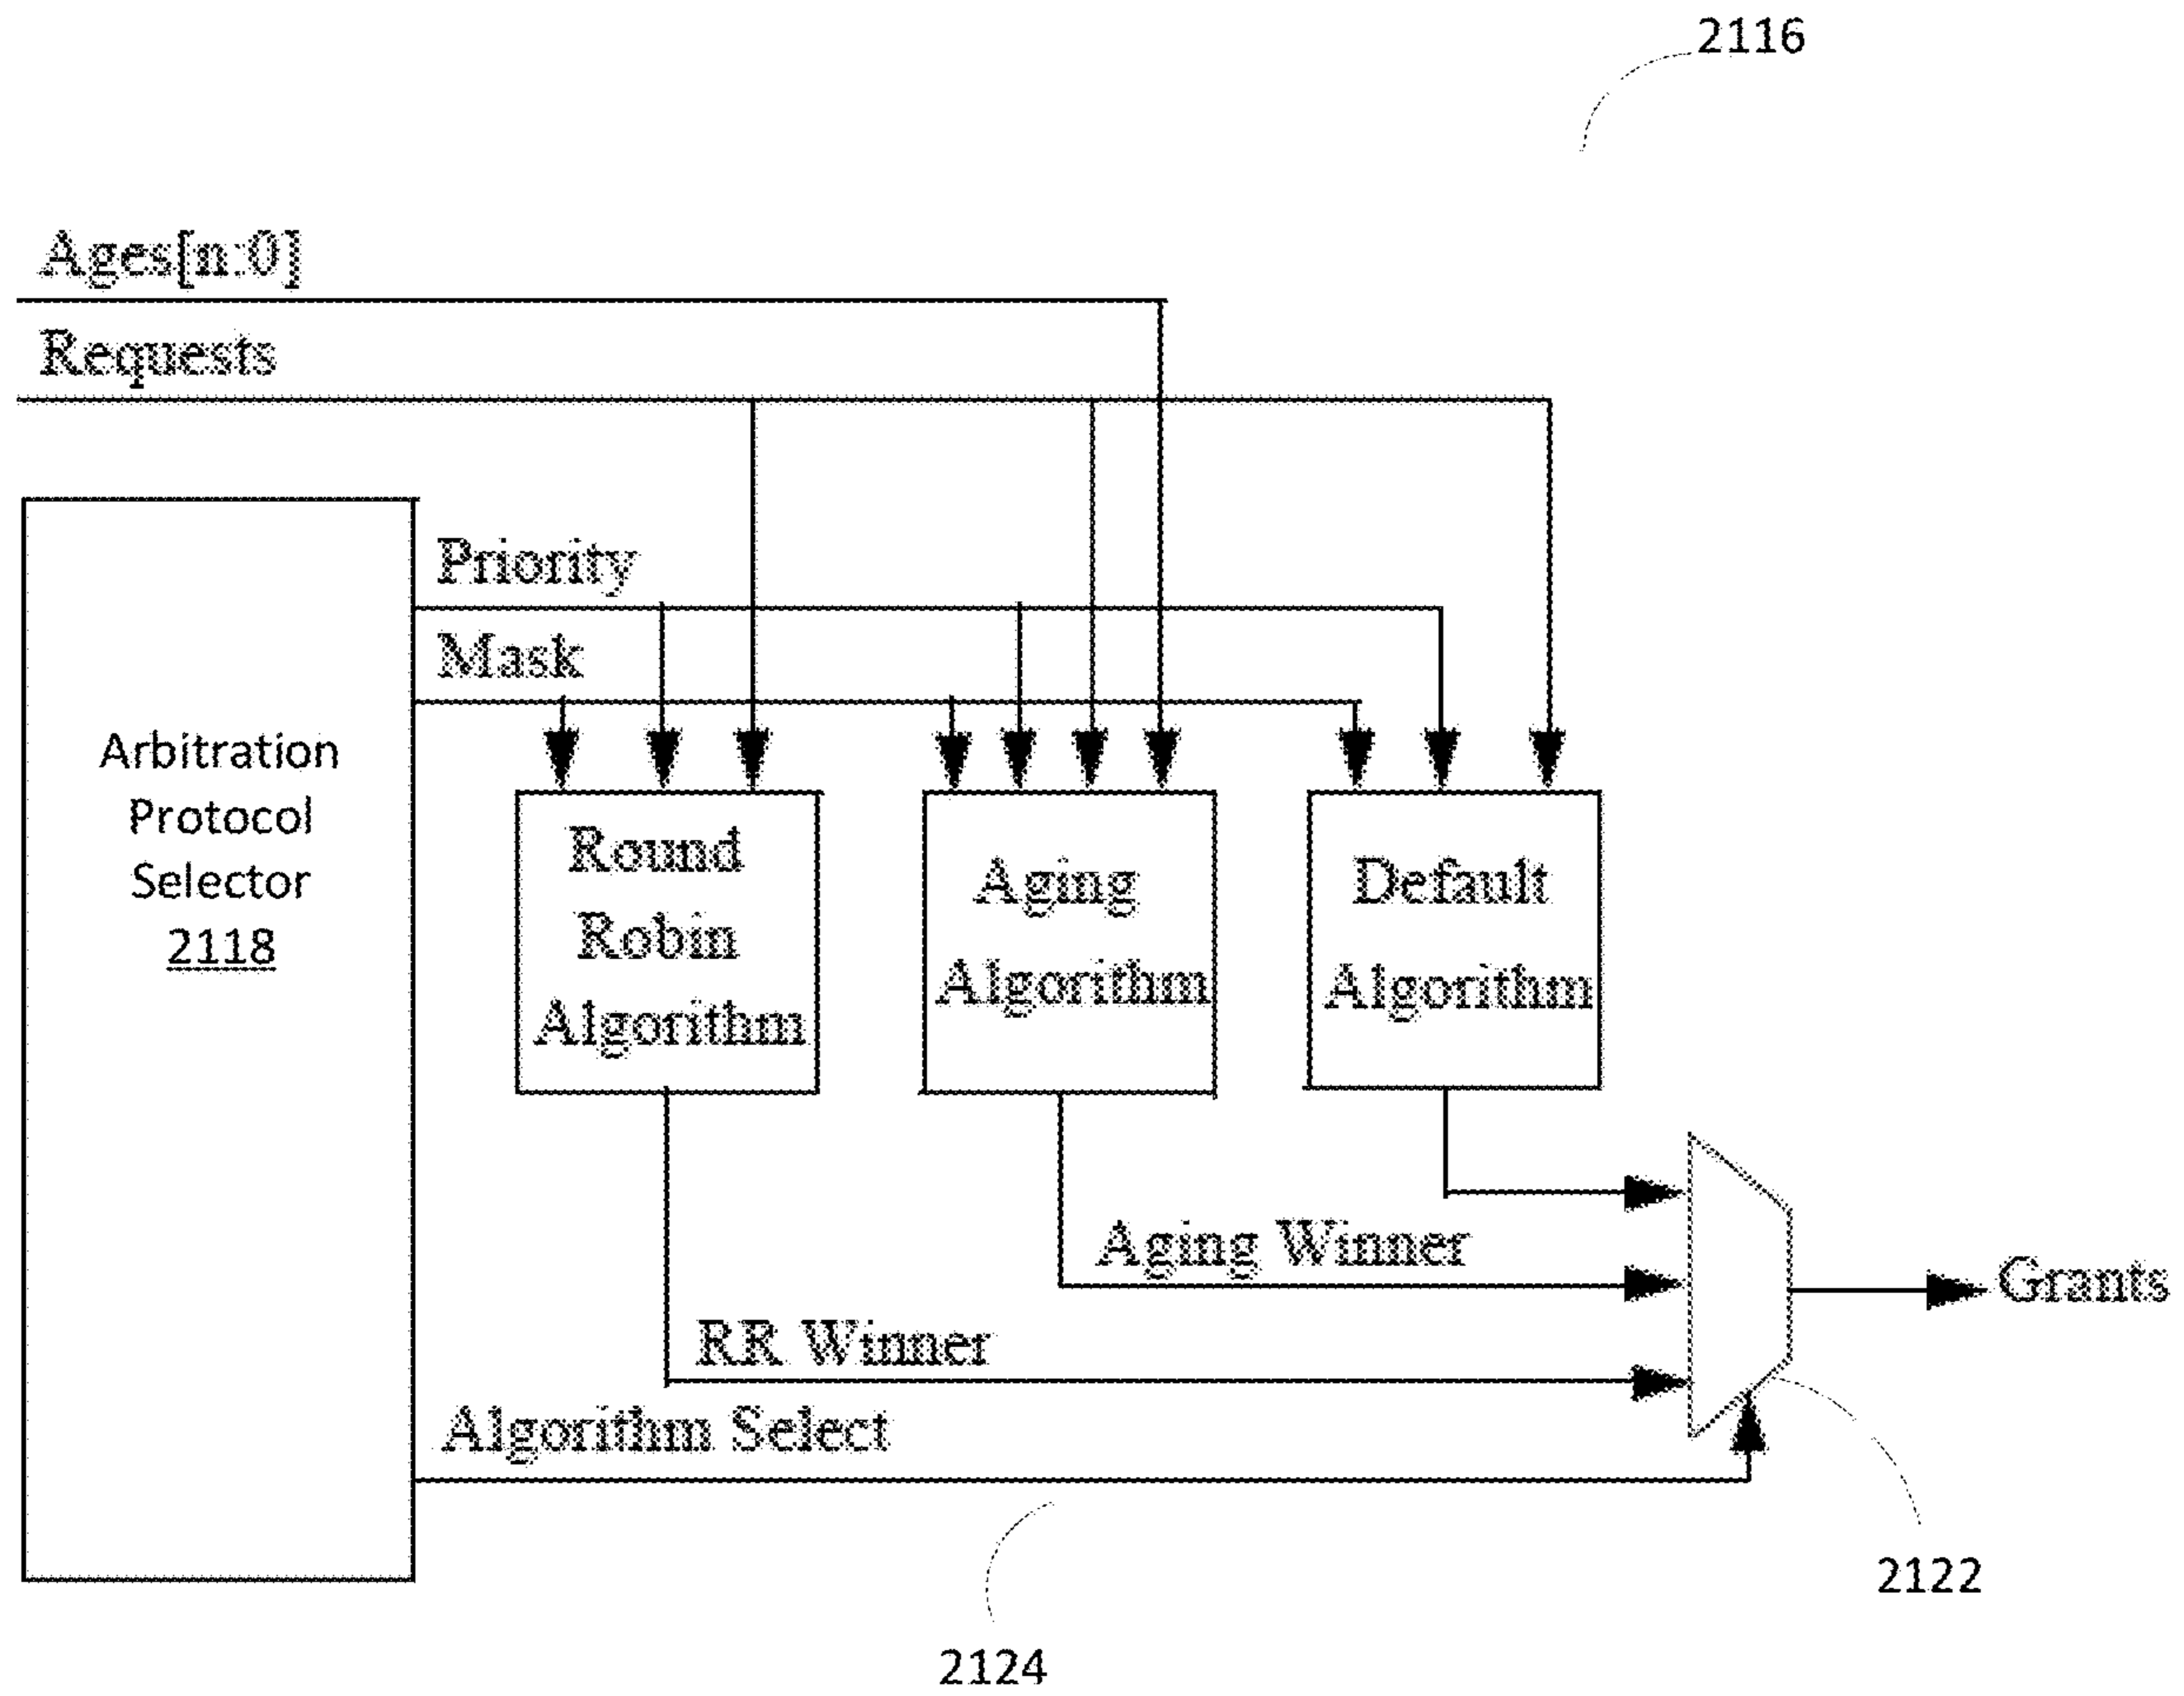 2116
Ages[n:0]
Requests
Priority
Mask
Arbitration
Protocol
Selector
2118
Round
Robin
Algorithm
Aging
Algorithm
Default
Algorithm
Aging Winner
Grants
RR Winner
Algorithm Select
2122
2124